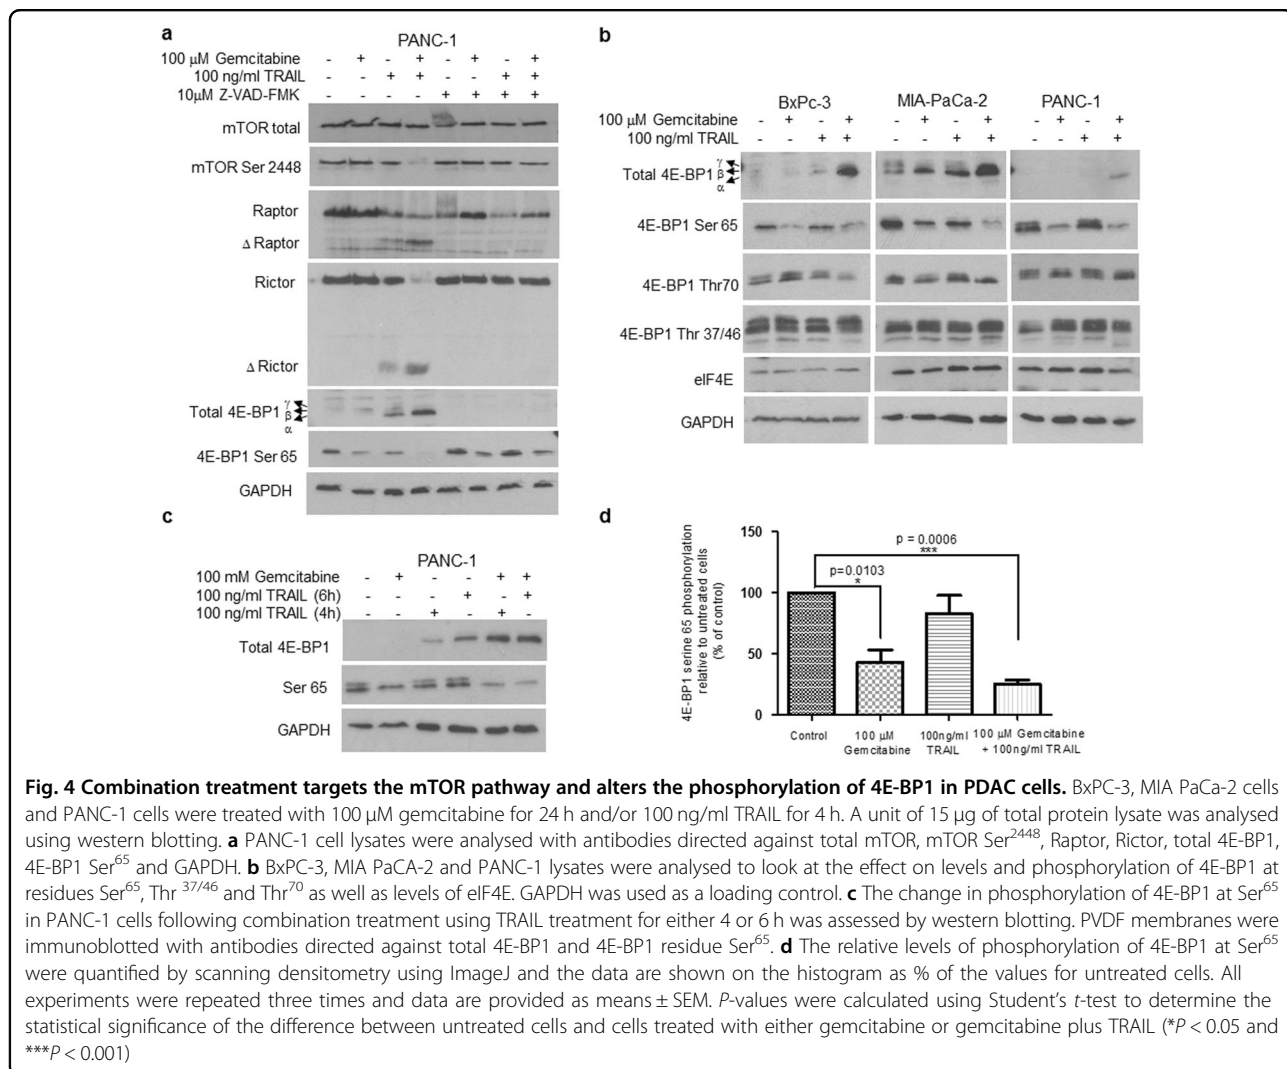 a
PANC-1
100 µM Gemcitabine - + - + - + - +
100 ng/ml TRAIL - - + + - - + +
10µM Z-VAD-FMK - - - - + + + +
mTOR total
mTOR Ser 2448
Raptor
Δ Raptor
Rictor
Δ Rictor
Total 4E-BP1 γ β α
4E-BP1 Ser 65
GAPDH
b
BxPc-3 MIA-PaCa-2 PANC-1
100 µM Gemcitabine - + - + - + - + - + - +
100 ng/ml TRAIL - - + + - - + + - - + +
Total 4E-BP1 γ β α
4E-BP1 Ser 65
4E-BP1 Thr70
4E-BP1 Thr 37/46
eIF4E
GAPDH
c
PANC-1
100 mM Gemcitabine - + - - + +
100 ng/ml TRAIL (6h) - - - + - +
100 ng/ml TRAIL (4h) - - + - + -
Total 4E-BP1
Ser 65
GAPDH
d
4E-BP1 serine 65 phosphorylation
relative to untreated cells
(% of control)
150
100
50
0
p = 0.0006
***
p=0.0103
*
Control
100 µM
Gemcitabine
100ng/ml
TRAIL
100 µM Gemcitabine
+ 100ng/ml TRAIL
Fig. 4 Combination treatment targets the mTOR pathway and alters the phosphorylation of 4E-BP1 in PDAC cells. BxPC-3, MIA PaCa-2 cells
and PANC-1 cells were treated with 100 µM gemcitabine for 24 h and/or 100 ng/ml TRAIL for 4 h. A unit of 15 µg of total protein lysate was analysed
using western blotting. a PANC-1 cell lysates were analysed with antibodies directed against total mTOR, mTOR Ser2448, Raptor, Rictor, total 4E-BP1,
4E-BP1 Ser65 and GAPDH. b BxPC-3, MIA PaCA-2 and PANC-1 lysates were analysed to look at the effect on levels and phosphorylation of 4E-BP1 at
residues Ser65, Thr 37/46 and Thr70 as well as levels of eIF4E. GAPDH was used as a loading control. c The change in phosphorylation of 4E-BP1 at Ser65
in PANC-1 cells following combination treatment using TRAIL treatment for either 4 or 6 h was assessed by western blotting. PVDF membranes were
immunoblotted with antibodies directed against total 4E-BP1 and 4E-BP1 residue Ser65. d The relative levels of phosphorylation of 4E-BP1 at Ser65
were quantified by scanning densitometry using ImageJ and the data are shown on the histogram as % of the values for untreated cells. All
experiments were repeated three times and data are provided as means ± SEM. P-values were calculated using Student's t-test to determine the
statistical significance of the difference between untreated cells and cells treated with either gemcitabine or gemcitabine plus TRAIL (*P < 0.05 and
***P < 0.001)